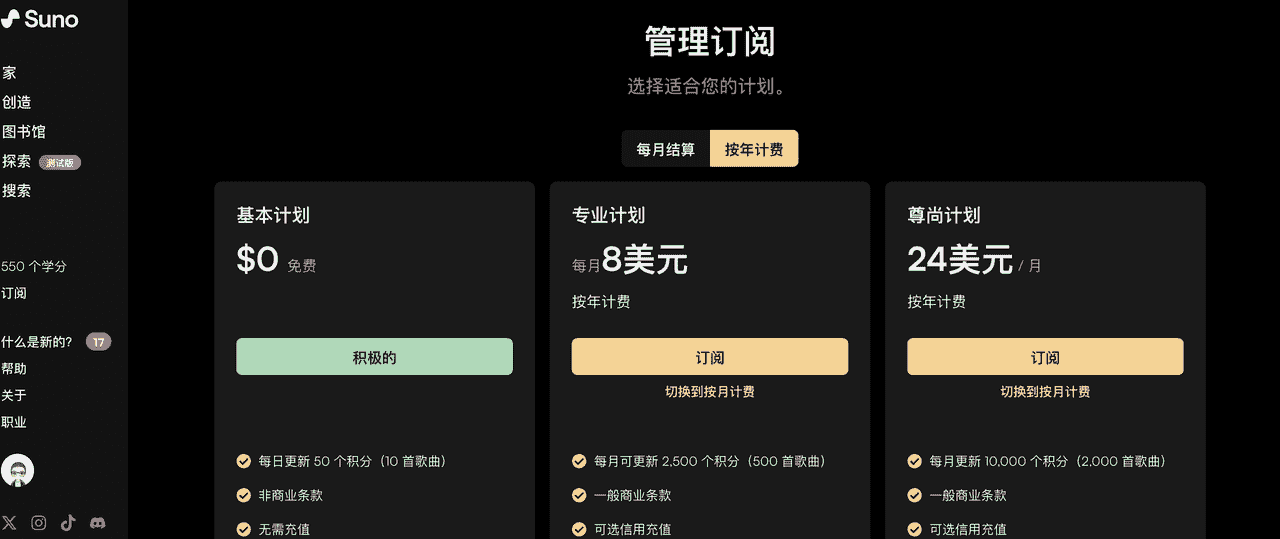 Suno
家
创造
图书馆
探索 测试版
搜索
550 个学分
订阅
什么是新的? 17
帮助
关于
职业
管理订阅
选择适合您的计划。
每月结算 按年计费
基本计划
$0 免费
积极的
每日更新 50 个积分（10 首歌曲）
非商业条款
无需充值
专业计划
每月8美元
按年计费
订阅
切换到按月计费
每月可更新 2,500 个积分（500 首歌曲）
一般商业条款
可选信用充值
尊尚计划
24美元 / 月
按年计费
订阅
切换到按月计费
每月更新 10,000 个积分（2,000 首歌曲）
一般商业条款
可选信用充值